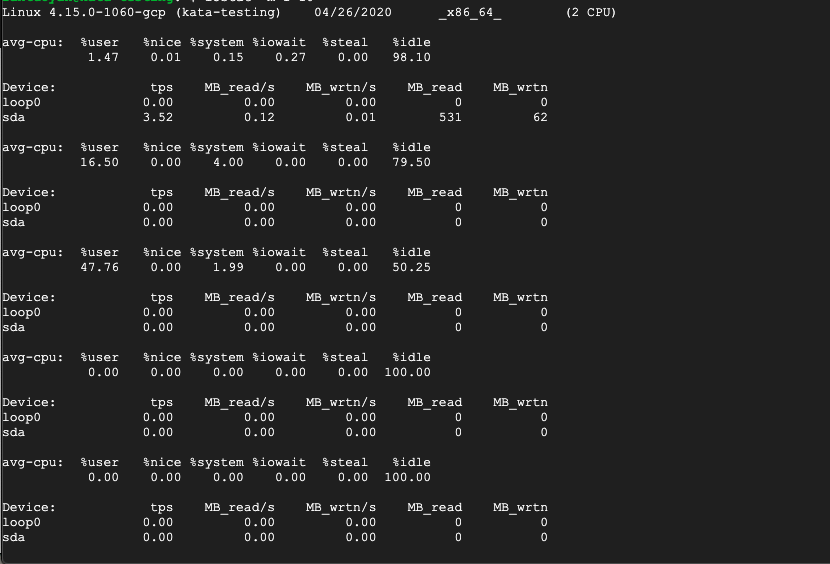 Linux 4.15.0-1060-gcp (kata-testing) 04/26/2020 _x86_64_ (2 CPU)
avg-cpu: %user %nice %system %iowait %steal %idle
1.47 0.01 0.15 0.27 0.00 98.10
Device: tps MB_read/s MB_wrtn/s MB_read MB_wrtn
loop0 0.00 0.00 0.00 0 0
sda 3.52 0.12 0.01 531 62
avg-cpu: %user %nice %system %iowait %steal %idle
16.50 0.00 4.00 0.00 0.00 79.50
Device: tps MB_read/s MB_wrtn/s MB_read MB_wrtn
loop0 0.00 0.00 0.00 0 0
sda 0.00 0.00 0.00 0 0
avg-cpu: %user %nice %system %iowait %steal %idle
47.76 0.00 1.99 0.00 0.00 50.25
Device: tps MB_read/s MB_wrtn/s MB_read MB_wrtn
loop0 0.00 0.00 0.00 0 0
sda 0.00 0.00 0.00 0 0
avg-cpu: %user %nice %system %iowait %steal %idle
0.00 0.00 0.00 0.00 0.00 100.00
Device: tps MB_read/s MB_wrtn/s MB_read MB_wrtn
loop0 0.00 0.00 0.00 0 0
sda 0.00 0.00 0.00 0 0
avg-cpu: %user %nice %system %iowait %steal %idle
0.00 0.00 0.00 0.00 0.00 100.00
Device: tps MB_read/s MB_wrtn/s MB_read MB_wrtn
loop0 0.00 0.00 0.00 0 0
sda 0.00 0.00 0.00 0 0